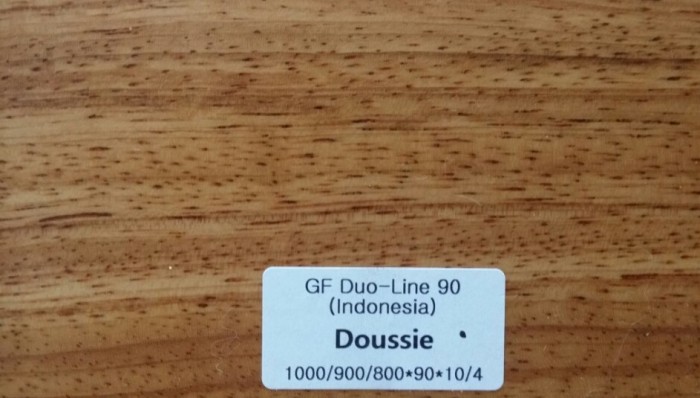 GF Duo-Line 90
(Indonesia)
Doussie
1000/900/800*90*10/4